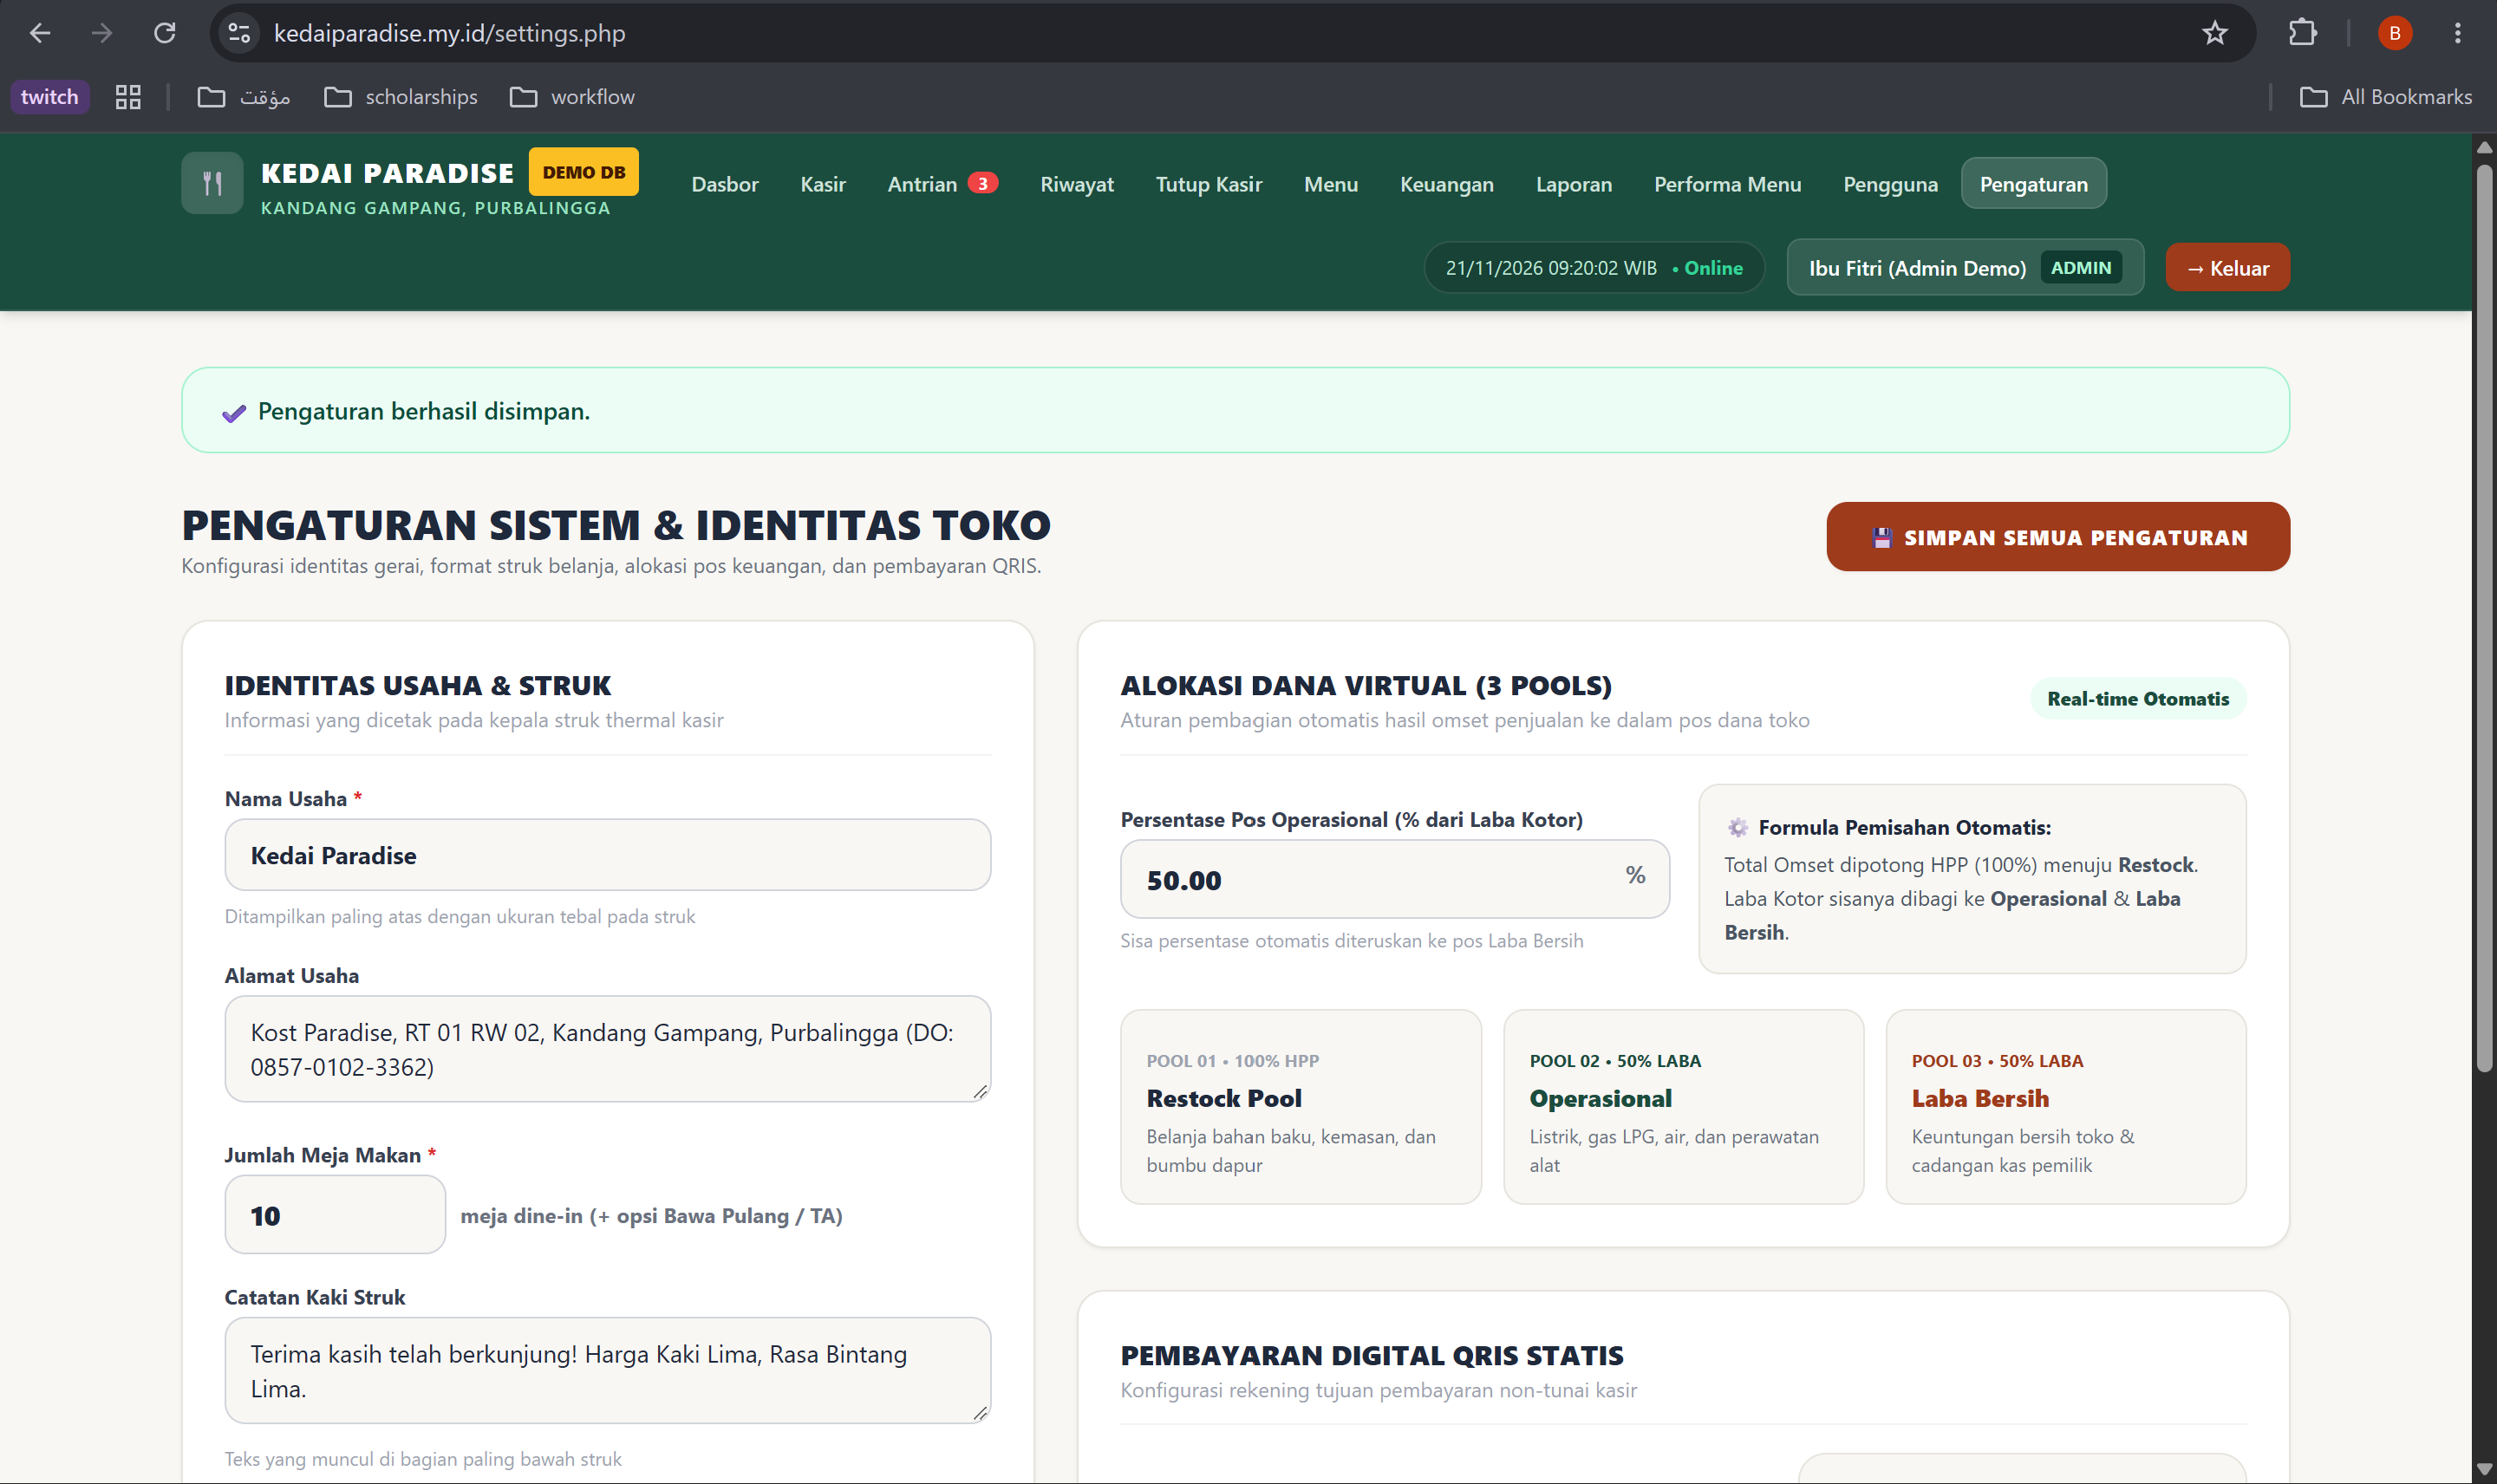 kedaiparadise.my.id/settings.php
B
twitch
مؤقت
scholarships
workflow
All Bookmarks
KEDAI PARADISE
DEMO DB
KANDANG GAMPANG, PURBALINGGA
Dasbor
Kasir
Antrian 3
Riwayat
Tutup Kasir
Menu
Keuangan
Laporan
Performa Menu
Pengguna
Pengaturan
21/11/2026 09:20:02 WIB • Online
Ibu Fitri (Admin Demo) ADMIN
→ Keluar
Pengaturan berhasil disimpan.
PENGATURAN SISTEM & IDENTITAS TOKO
Konfigurasi identitas gerai, format struk belanja, alokasi pos keuangan, dan pembayaran QRIS.
SIMPAN SEMUA PENGATURAN
IDENTITAS USAHA & STRUK
Informasi yang dicetak pada kepala struk thermal kasir
Nama Usaha *
Kedai Paradise
Ditampilkan paling atas dengan ukuran tebal pada struk
Alamat Usaha
Kost Paradise, RT 01 RW 02, Kandang Gampang, Purbalingga (DO:
0857-0102-3362)
Jumlah Meja Makan *
10
meja dine-in (+ opsi Bawa Pulang / TA)
Catatan Kaki Struk
Terima kasih telah berkunjung! Harga Kaki Lima, Rasa Bintang
Lima.
Teks yang muncul di bagian paling bawah struk
ALOKASI DANA VIRTUAL (3 POOLS)
Aturan pembagian otomatis hasil omset penjualan ke dalam pos dana toko
Real-time Otomatis
Persentase Pos Operasional (% dari Laba Kotor)
50.00 %
Sisa persentase otomatis diteruskan ke pos Laba Bersih
Formula Pemisahan Otomatis:
Total Omset dipotong HPP (100%) menuju Restock.
Laba Kotor sisanya dibagi ke Operasional & Laba
Bersih.
POOL 01 • 100% HPP
Restock Pool
Belanja bahan baku, kemasan, dan
bumbu dapur
POOL 02 • 50% LABA
Operasional
Listrik, gas LPG, air, dan perawatan
alat
POOL 03 • 50% LABA
Laba Bersih
Keuntungan bersih toko &
cadangan kas pemilik
PEMBAYARAN DIGITAL QRIS STATIS
Konfigurasi rekening tujuan pembayaran non-tunai kasir